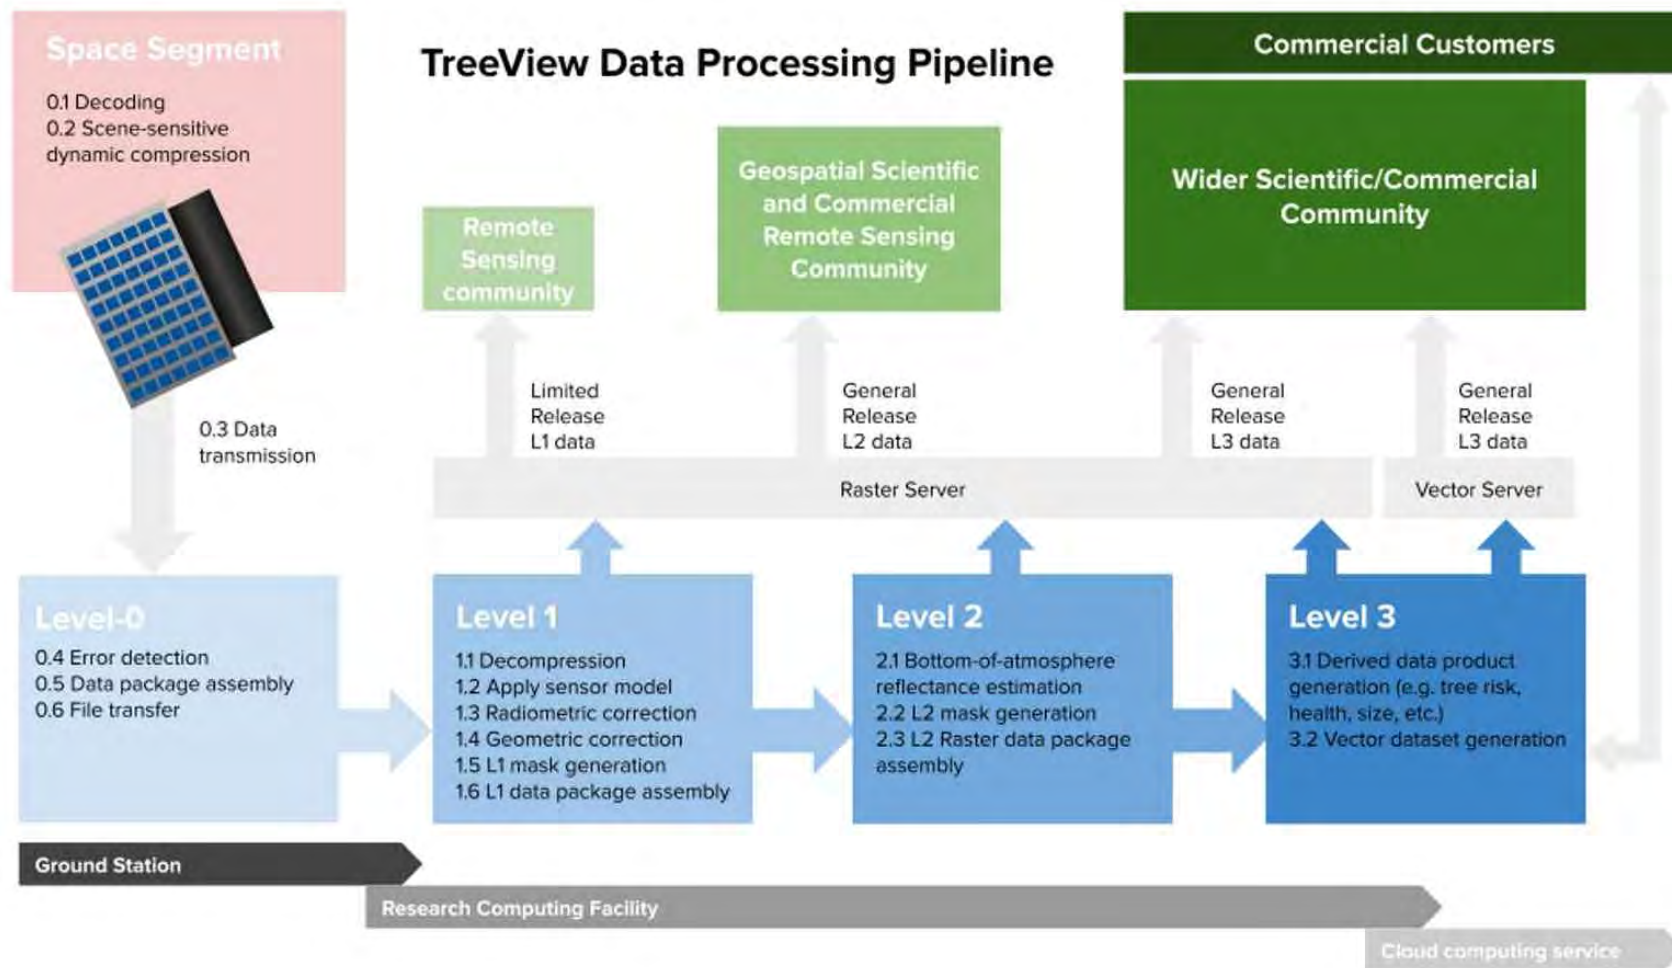 Space Segment
0.1 Decoding
0.2 Scene-sensitive
dynamic compression
TreeView Data Processing Pipeline
Commercial Customers
Remote
Sensing
community
Geospatial Scientific
and Commercial
Remote Sensing
Community
Wider Scientific/Commercial
Community
0.3 Data
transmission
Limited
Release
L1 data
General
Release
L2 data
General
Release
L3 data
General
Release
L3 data
Raster Server
Vector Server
Level-0
0.4 Error detection
0.5 Data package assembly
0.6 File transfer
Level 1
1.1 Decompression
1.2 Apply sensor model
1.3 Radiometric correction
1.4 Geometric correction
1.5 L1 mask generation
1.6 L1 data package assembly
Level 2
2.1 Bottom-of-atmosphere
reflectance estimation
2.2 L2 mask generation
2.3 L2 Raster data package
assembly
Level 3
3.1 Derived data product
generation (e.g. tree risk,
health, size, etc.)
3.2 Vector dataset generation
Ground Station
Research Computing Facility
Cloud computing service